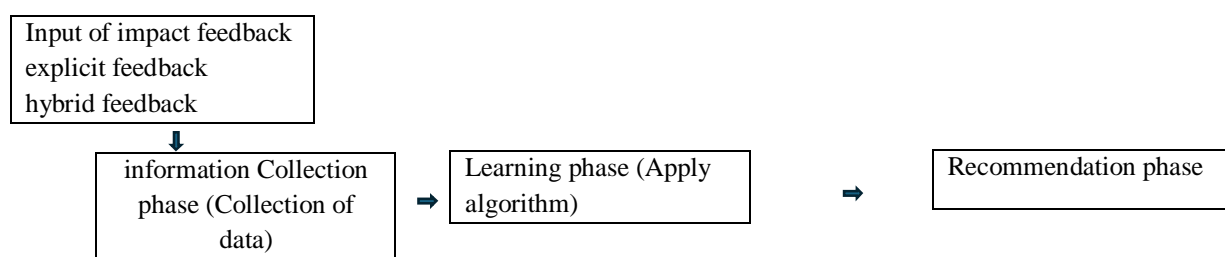 Input of impact feedback
explicit feedback
hybrid feedback
information Collection
phase (Collection of
data)
Learning phase (Apply
algorithm)
Recommendation phase